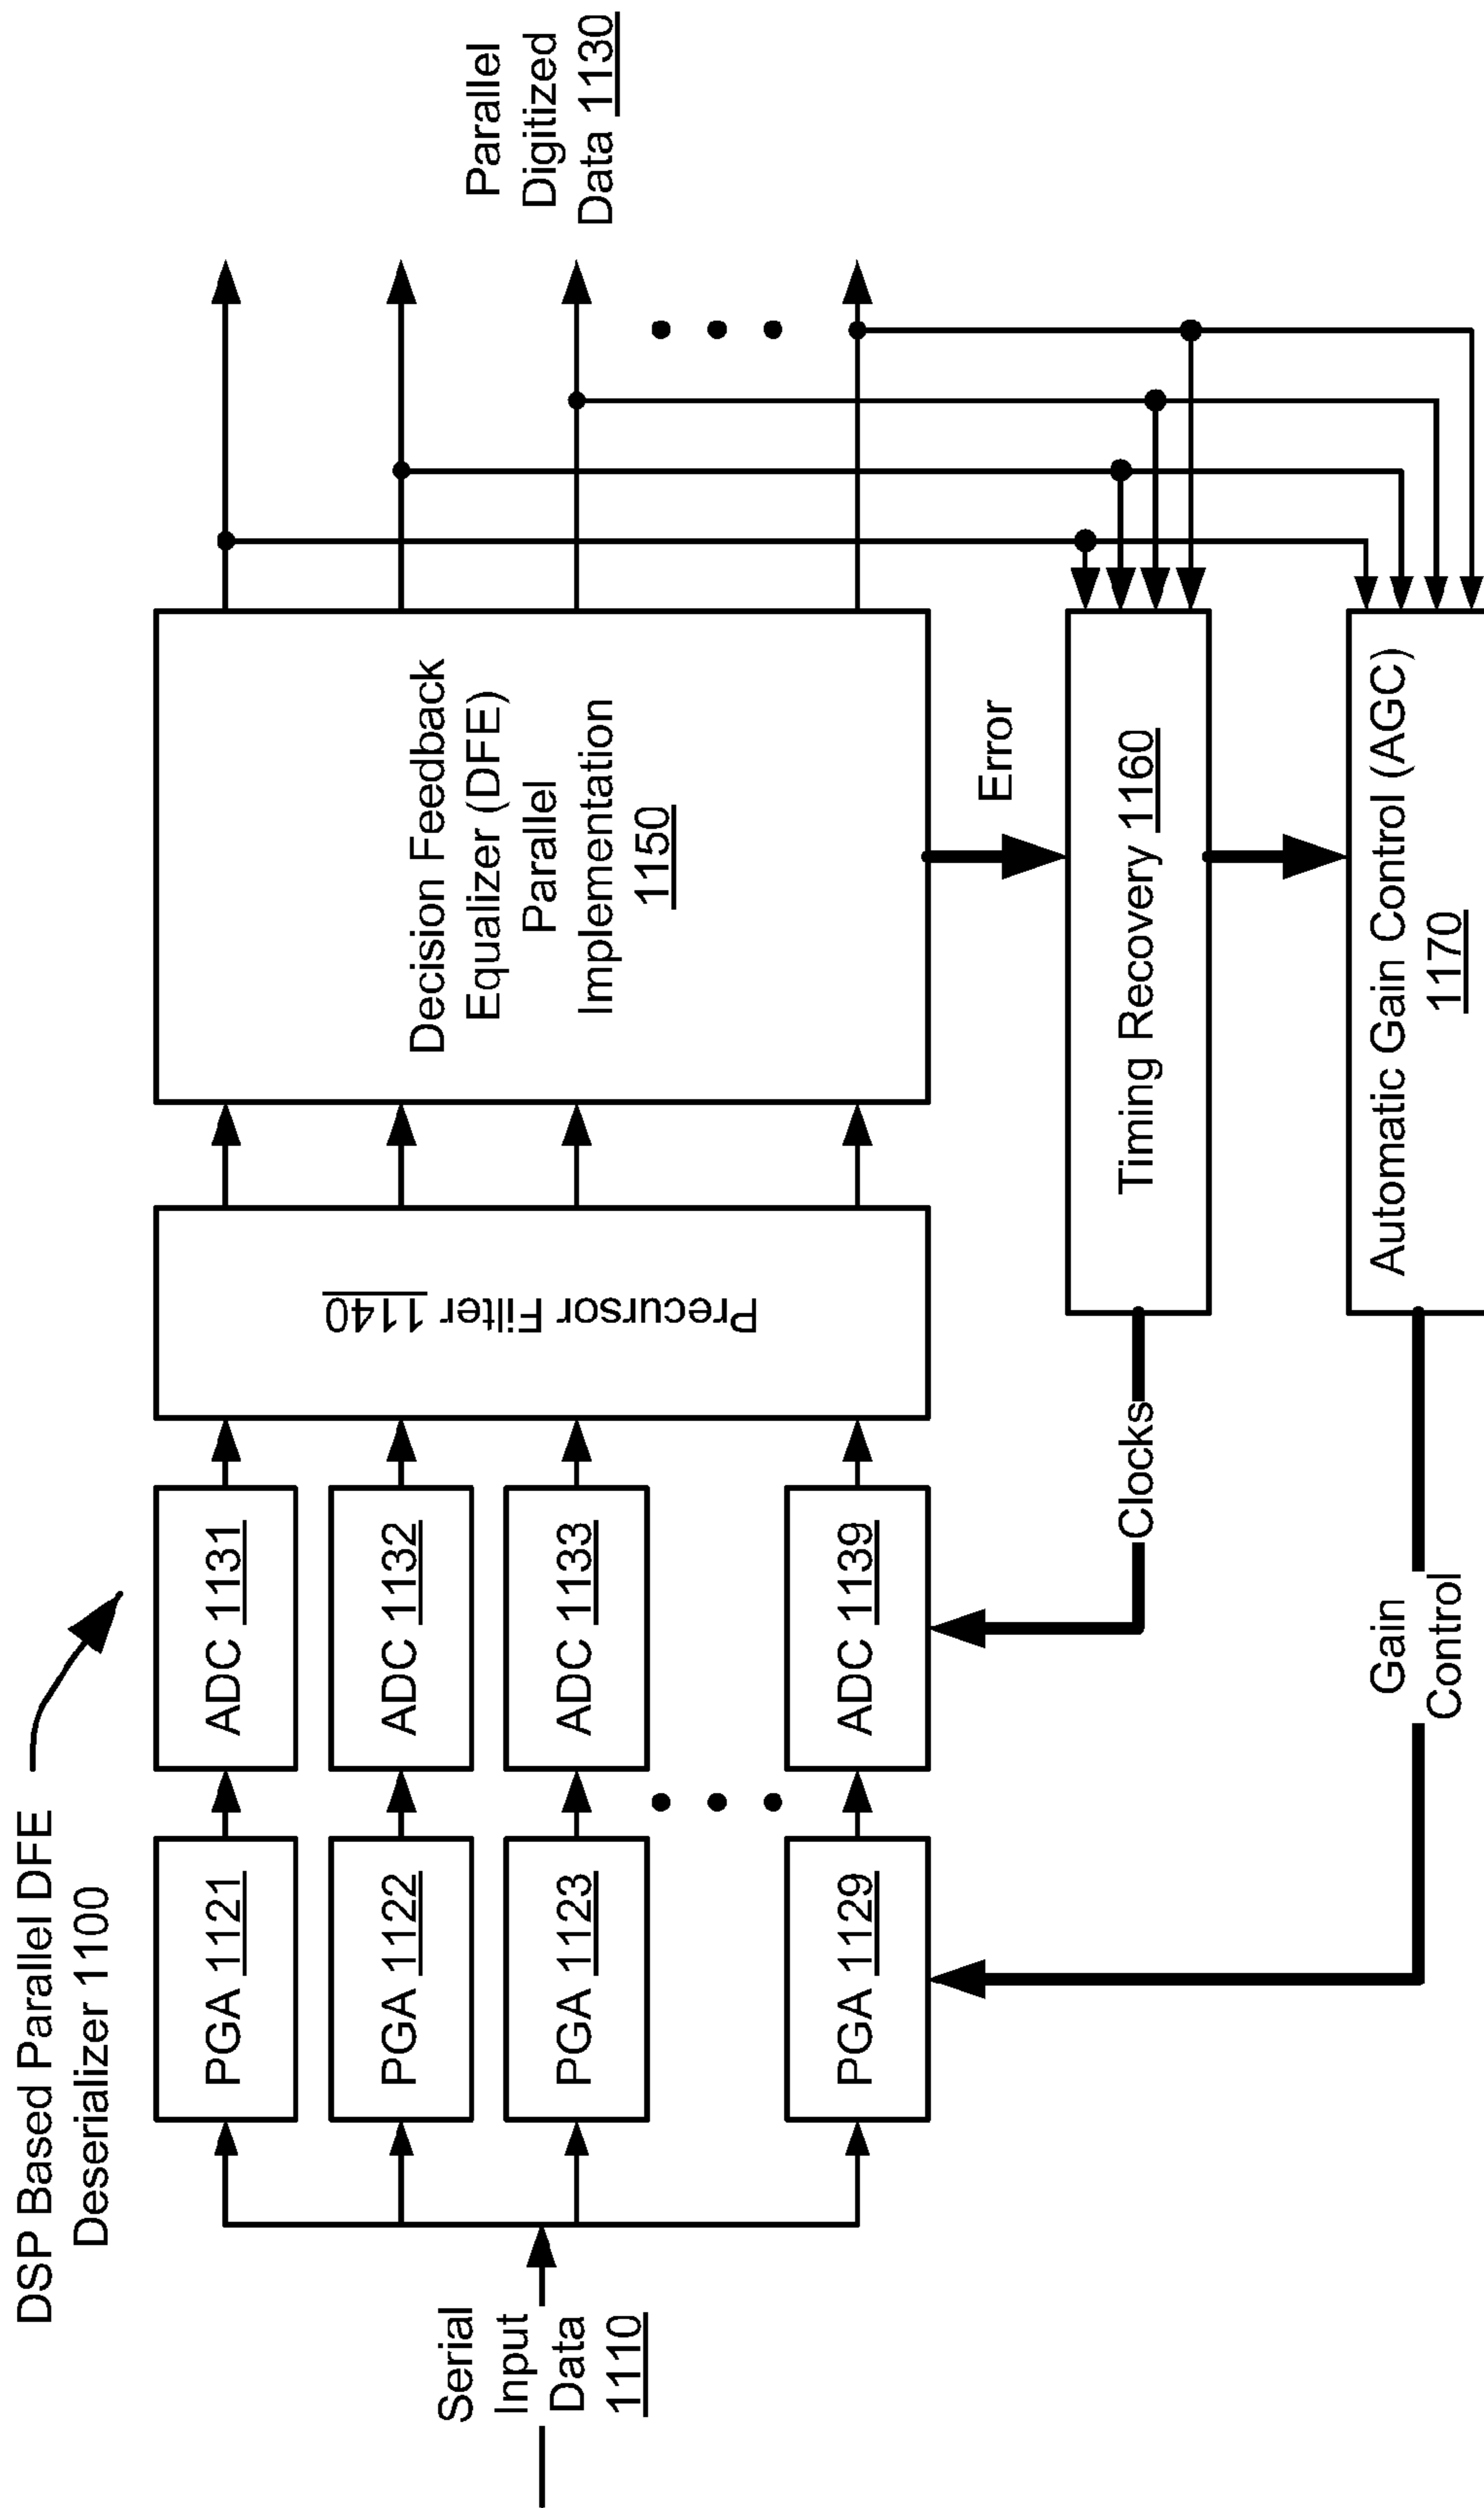 DSP Based Parallel DFE
Deserializer 1100
Serial
Input
Data
1110
PGA 1121
PGA 1122
PGA 1123
PGA 1129
ADC 1131
ADC 1132
ADC 1133
ADC 1139
Precursor Filter 1140
Decision Feedback
Equalizer (DFE)
Parallel
Implementation
1150
Parallel
Digitized
Data 1130
Error
Timing Recovery 1160
Clocks
Automatic Gain Control (AGC)
1170
Gain
Control